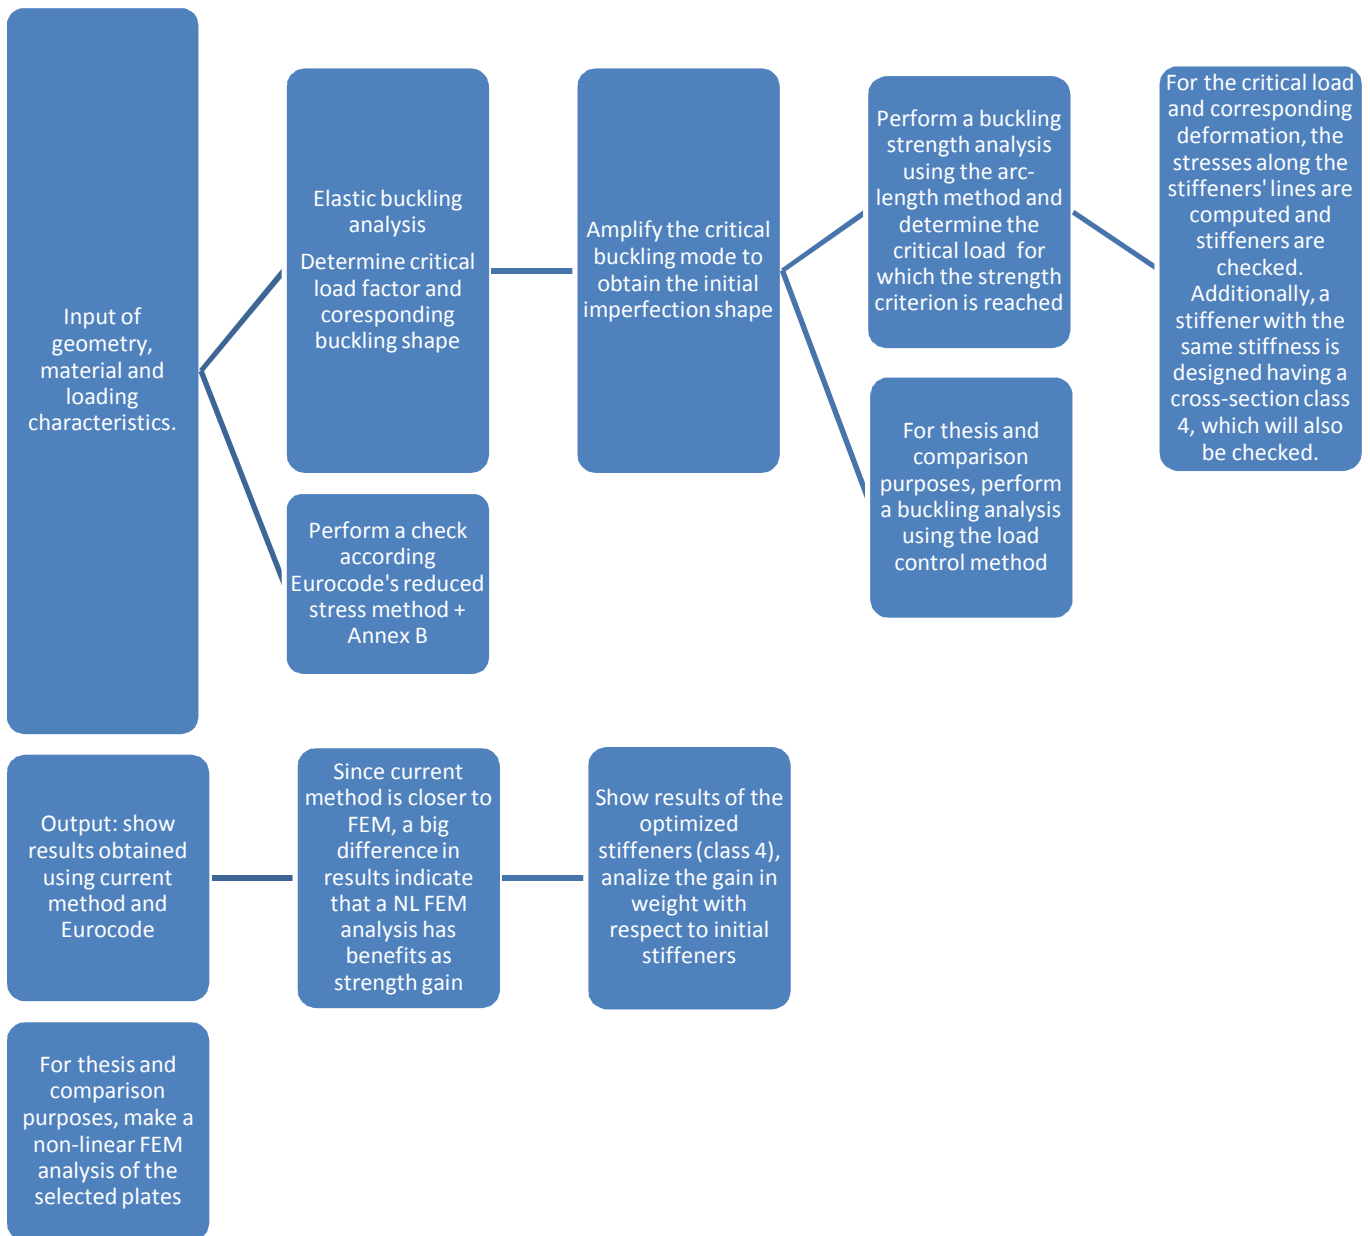 Input of
geometry,
material and
loading
characteristics.
Elastic buckling
analysis
Determine critical
load factor and
coresponding
buckling shape
Perform a check
according
Eurocode's reduced
stress method +
Annex B
Amplify the critical
buckling mode to
obtain the initial
imperfection shape
Perform a buckling
strength analysis
using the arc-
length method and
determine the
critical load for
which the strength
criterion is reached
For thesis and
comparison
purposes, perform
a buckling analysis
using the load
control method
For the critical load
and corresponding
deformation, the
stresses along the
stiffeners' lines are
computed and
stiffeners are
checked.
Additionally, a
stiffener with the
same stiffness is
designed having a
cross-section class
4, which will also
be checked.
Output: show
results obtained
using current
method and
Eurocode
Since current
method is closer to
FEM, a big
difference in
results indicate
that a NL FEM
analysis has
benefits as
strength gain
Show results of the
optimized
stiffeners (class 4),
analize the gain in
weight with
respect to initial
stiffeners
For thesis and
comparison
purposes, make a
non-linear FEM
analysis of the
selected plates